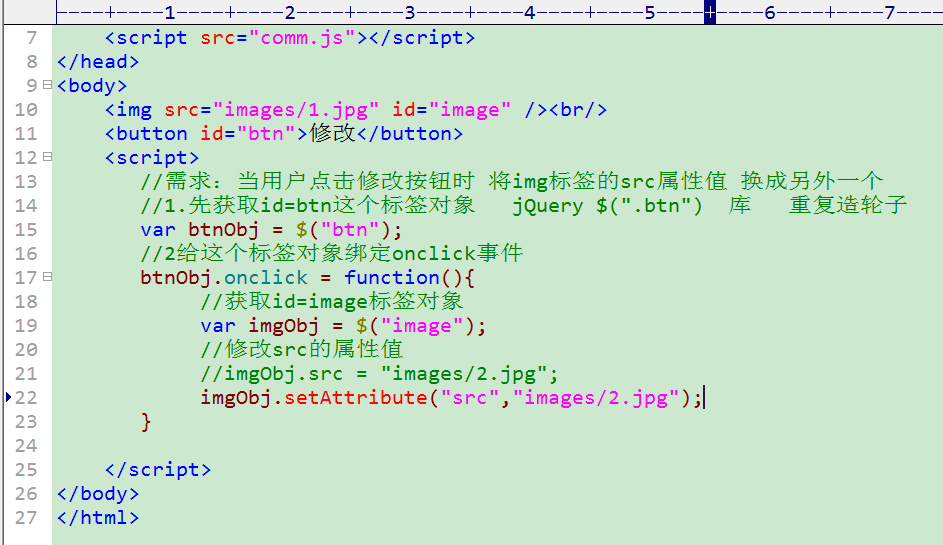 ----+----1----+----2----+----3----+----4----+----5----+----6----+----7----
7 <script src="comm.js"></script>
8 </head>
9 <body>
10 <img src="images/1.jpg" id="image" /><br/>
11 <button id="btn">修改</button>
12 <script>
13 //需求：当用户点击修改按钮时 将img标签的src属性值 换成另外一个
14 //1.先获取id=btn这个标签对象 jQuery $(".btn") 库 重复造轮子
15 var btnObj = $("btn");
16 //2给这个标签对象绑定onclick事件
17 btnObj.onclick = function(){
18 //获取id=image标签对象
19 var imgObj = $("image");
20 //修改src的属性值
21 //imgObj.src = "images/2.jpg";
22 imgObj.setAttribute("src","images/2.jpg");
23 }
24
25 </script>
26 </body>
27 </html>